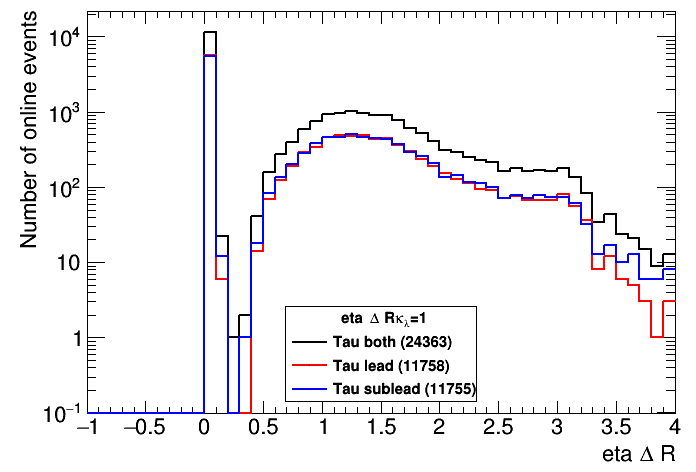 Number of online events
10⁴
10³
10²
10
1
10⁻¹
eta Δ Rκλ=1
Tau both (24363)
Tau lead (11758)
Tau sublead (11755)
−1 −0.5 0 0.5 1 1.5 2 2.5 3 3.5 4
eta Δ R